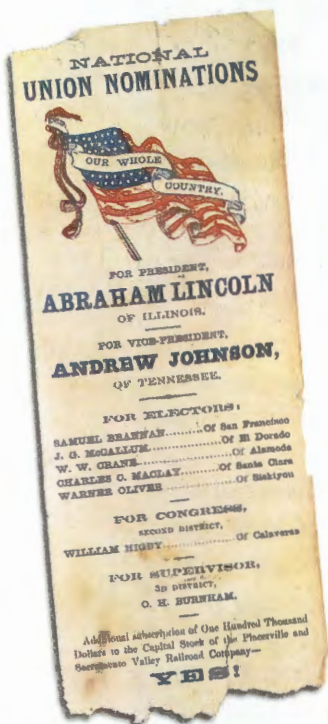 NATIONAL
UNION NOMINATIONS
OUR WHOLE
COUNTRY.
FOR PRESIDENT,
ABRAHAM LINCOLN
OF ILLINOIS.
FOR VICE-PRESIDENT,
ANDREW JOHNSON,
OF TENNESSEE.
FOR ELECTORS:
SAMUEL BRANNAN..........Of San Francisco
J. G. McCALLUM..............Of El Dorado
W. W. CRANE...................Of Alameda
CHARLES C. MACLAY......Of Santa Clara
WARNER OLIVER...............Of Siskiyou
FOR CONGRESS,
SECOND DISTRICT,
WILLIAM HIGBY...................Of Calaveras
FOR SUPERVISOR,
3D DISTRICT,
O. H. BURNHAM.
Additional subscription of One Hundred Thousand
Dollars to the Capital Stock of the Placerville and
Sacramento Valley Railroad Company—
YES!